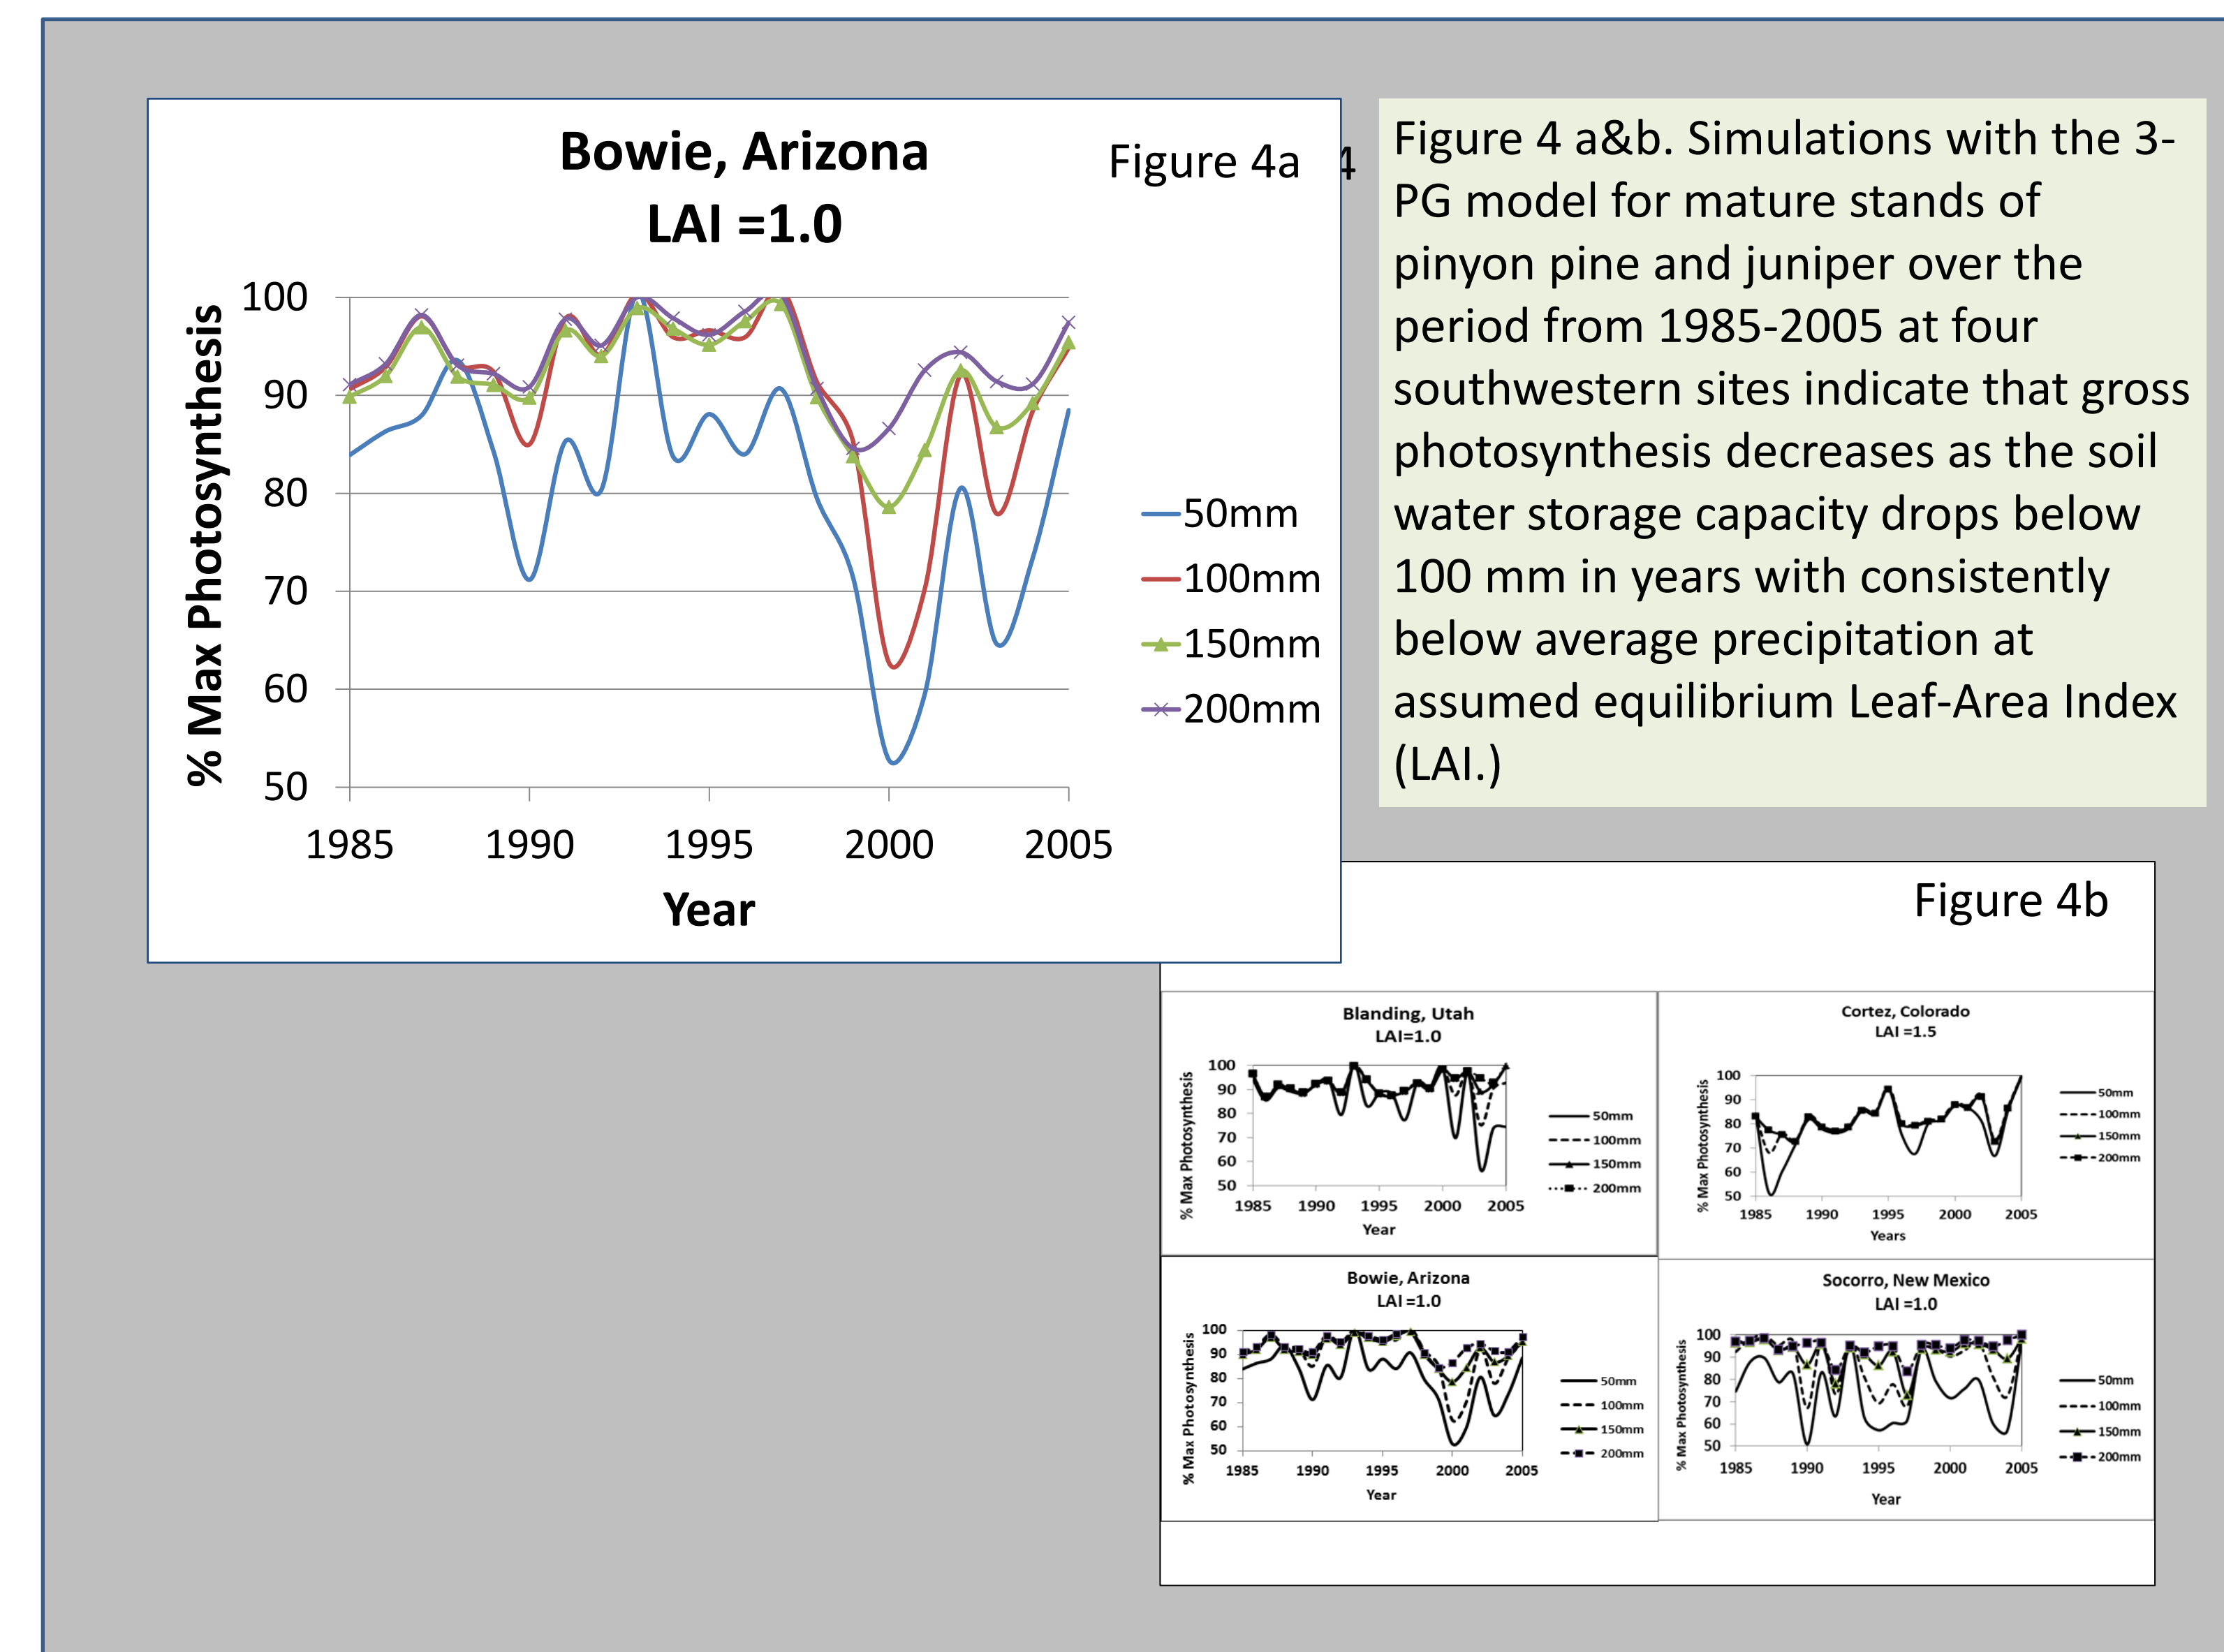 Bowie, Arizona
LAI =1.0
Figure 4a
4
% Max Photosynthesis
100
90
80
70
60
50
1985 1990 1995 2000 2005
Year
50mm
100mm
150mm
200mm
Figure 4 a&b. Simulations with the 3-
PG model for mature stands of
pinyon pine and juniper over the
period from 1985-2005 at four
southwestern sites indicate that gross
photosynthesis decreases as the soil
water storage capacity drops below
100 mm in years with consistently
below average precipitation at
assumed equilibrium Leaf-Area Index
(LAI.)
Figure 4b
Blanding, Utah
LAI=1.0
% Max Photosynthesis
100
90
80
70
60
50
1985 1990 1995 2000 2005
Year
50mm
100mm
150mm
200mm
Cortez, Colorado
LAI =1.5
% Max Photosynthesis
100
90
80
70
60
50
1985 1990 1995 2000 2005
Years
50mm
100mm
150mm
200mm
Bowie, Arizona
LAI =1.0
% Max Photosynthesis
100
90
80
70
60
50
1985 1990 1995 2000 2005
Year
50mm
100mm
150mm
200mm
Socorro, New Mexico
LAI =1.0
% Max Photosynthesis
100
90
80
70
60
50
1985 1990 1995 2000 2005
Year
50mm
100mm
150mm
200mm